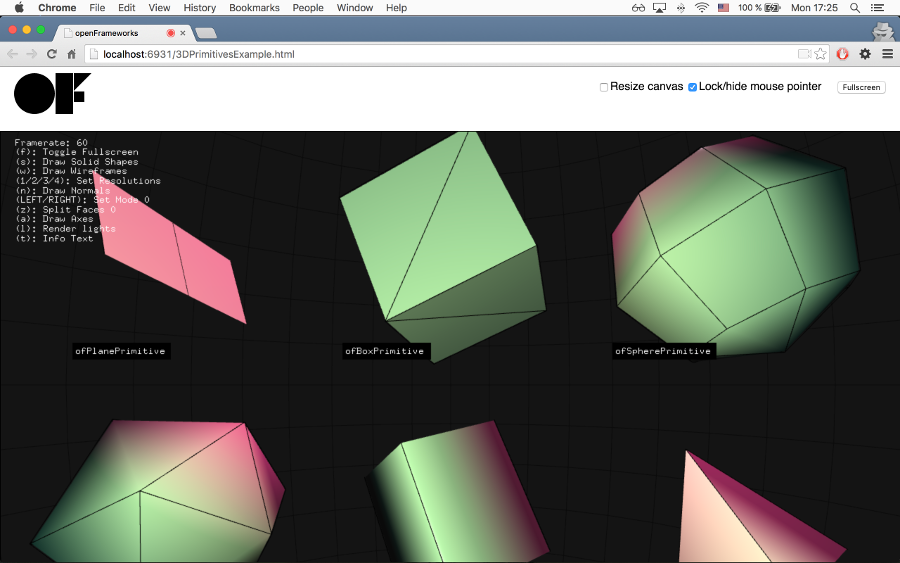 Chrome File Edit View History Bookmarks People Window Help 100 % Mon 17:25
openFrameworks
localhost:6931/3DPrimitivesExample.html
OF
Resize canvas Lock/hide mouse pointer Fullscreen
Framerate: 60
(f): Toggle Fullscreen
(s): Draw Solid Shapes
(w): Draw Wireframes
(1/2/3/4): Set Resolutions
(n): Draw Normals
(LEFT/RIGHT): Set Mode 0
(z): Split Faces 0
(a): Draw Axes
(l): Render lights
(t): Info Text
ofPlanePrimitive
ofBoxPrimitive
ofSpherePrimitive